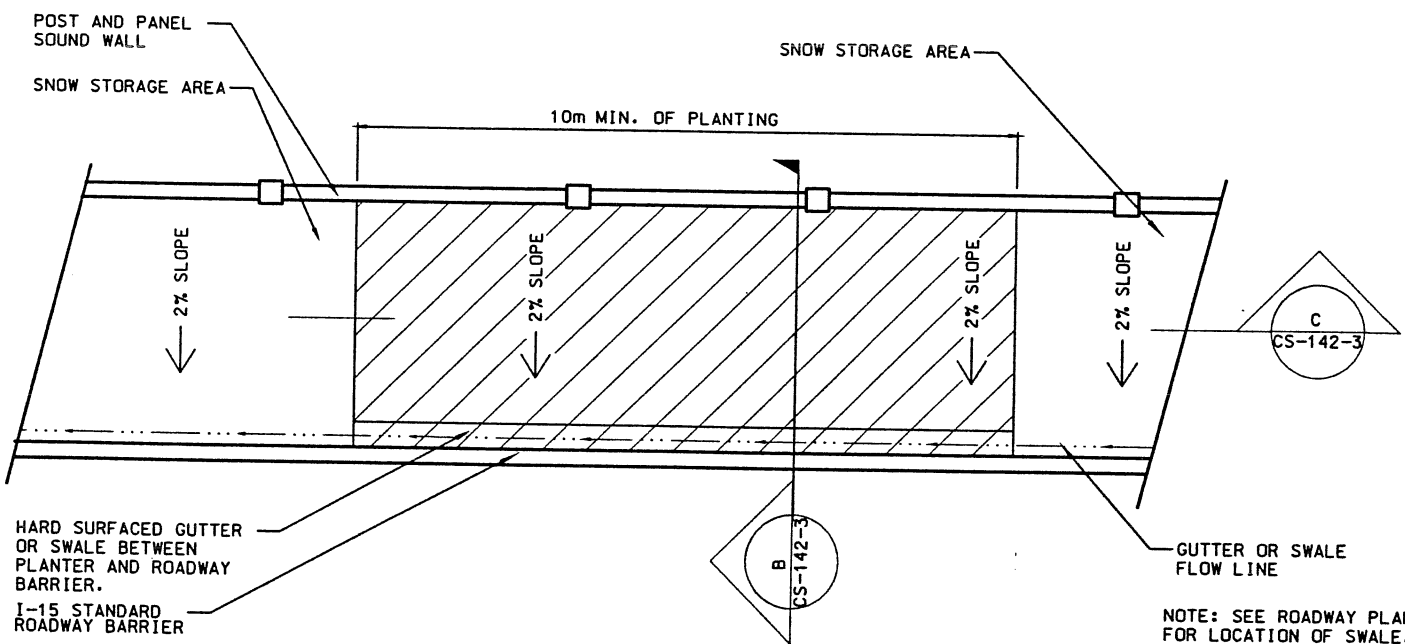 POST AND PANEL
SOUND WALL
SNOW STORAGE AREA
SNOW STORAGE AREA
10m MIN. OF PLANTING
2% SLOPE
2% SLOPE
2% SLOPE
2% SLOPE
C
CS-142-3
HARD SURFACED GUTTER
OR SWALE BETWEEN
PLANTER AND ROADWAY
BARRIER.
I-15 STANDARD
ROADWAY BARRIER
B
CS-142-3
GUTTER OR SWALE
FLOW LINE
NOTE: SEE ROADWAY PLAN
FOR LOCATION OF SWALE